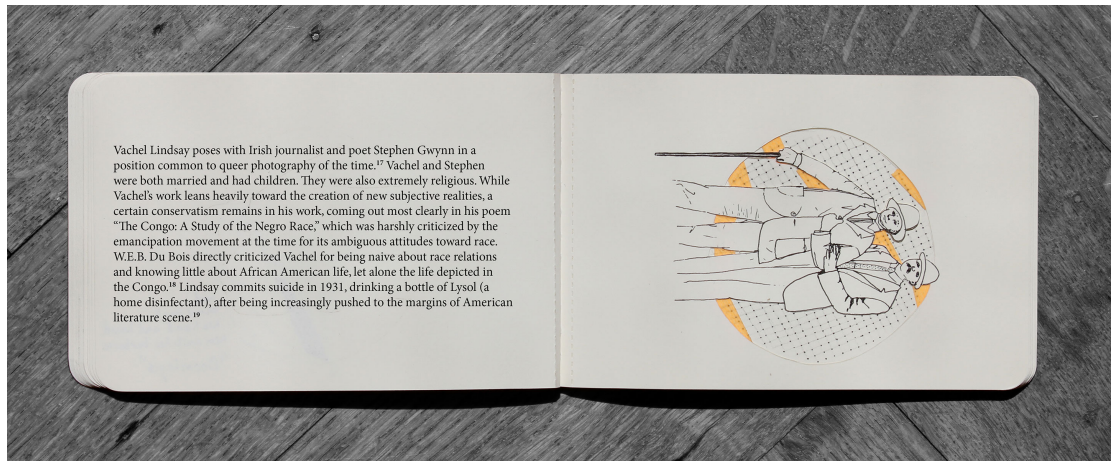 Vachel Lindsay poses with Irish journalist and poet Stephen Gwynn in a
position common to queer photography of the time.¹⁷ Vachel and Stephen
were both married and had children. They were also extremely religious. While
Vachel's work leans heavily toward the creation of new subjective realities, a
certain conservatism remains in his work, coming out most clearly in his poem
“The Congo: A Study of the Negro Race,” which was harshly criticized by the
emancipation movement at the time for its ambiguous attitudes toward race.
W.E.B. Du Bois directly criticized Vachel for being naive about race relations
and knowing little about African American life, let alone the life depicted in
the Congo.¹⁸ Lindsay commits suicide in 1931, drinking a bottle of Lysol (a
home disinfectant), after being increasingly pushed to the margins of American
literature scene.¹⁹